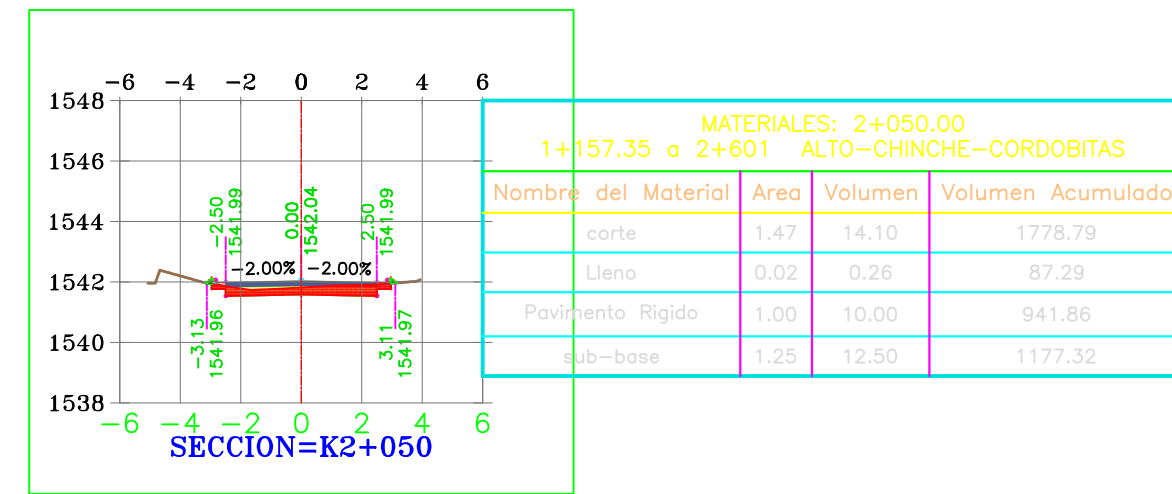 -6 -4 -2 0 2 4 6
1548
1546
1544
1542
1540
1538
-2.50
1541.99
0.00
1542.04
2.50
1541.99
-2.00% -2.00%
-3.13
1541.96
3.11
1541.97
-6 -4 -2 0 2 4 6
SECCION=K2+050
MATERIALES: 2+050.00
1+157.35 a 2+601 ALTO-CHINCHE-CORDOBITAS
Nombre del Material Area Volumen Volumen Acumulado
corte 1.47 14.10 1778.79
Lleno 0.02 0.26 87.29
Pavimento Rigido 1.00 10.00 941.86
sub-base 1.25 12.50 1177.32